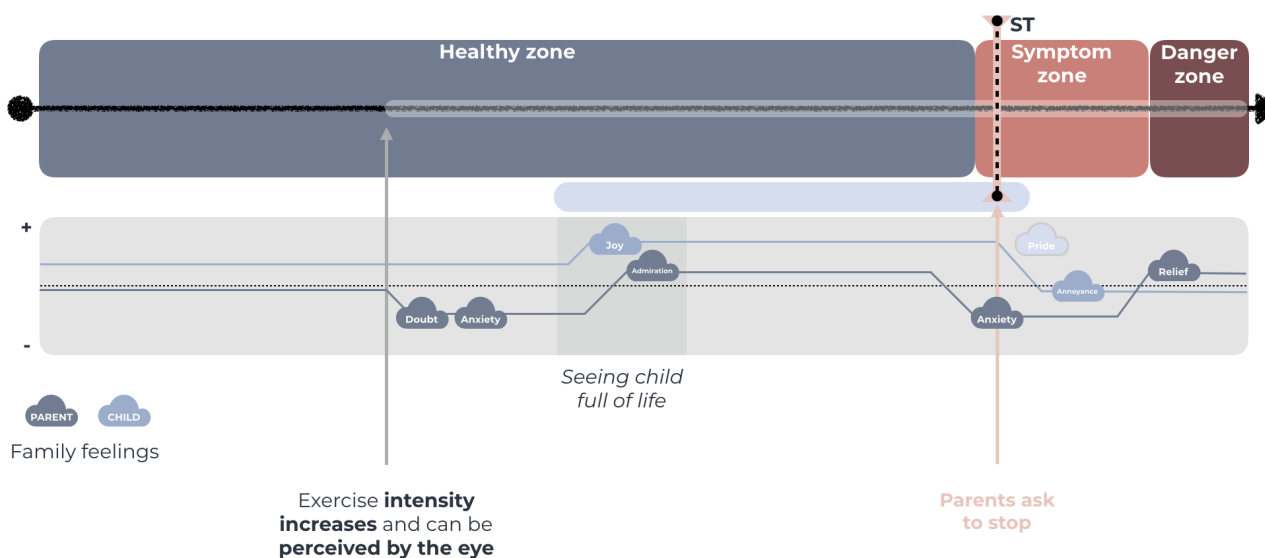 ST
Healthy zone
Symptom
zone
Danger
zone
+
Joy
Pride
Admiration
Relief
Annoyance
Doubt
Anxiety
Anxiety
-
Seeing child
full of life
PARENT
CHILD
Family feelings
Exercise intensity
increases and can be
perceived by the eye
Parents ask
to stop